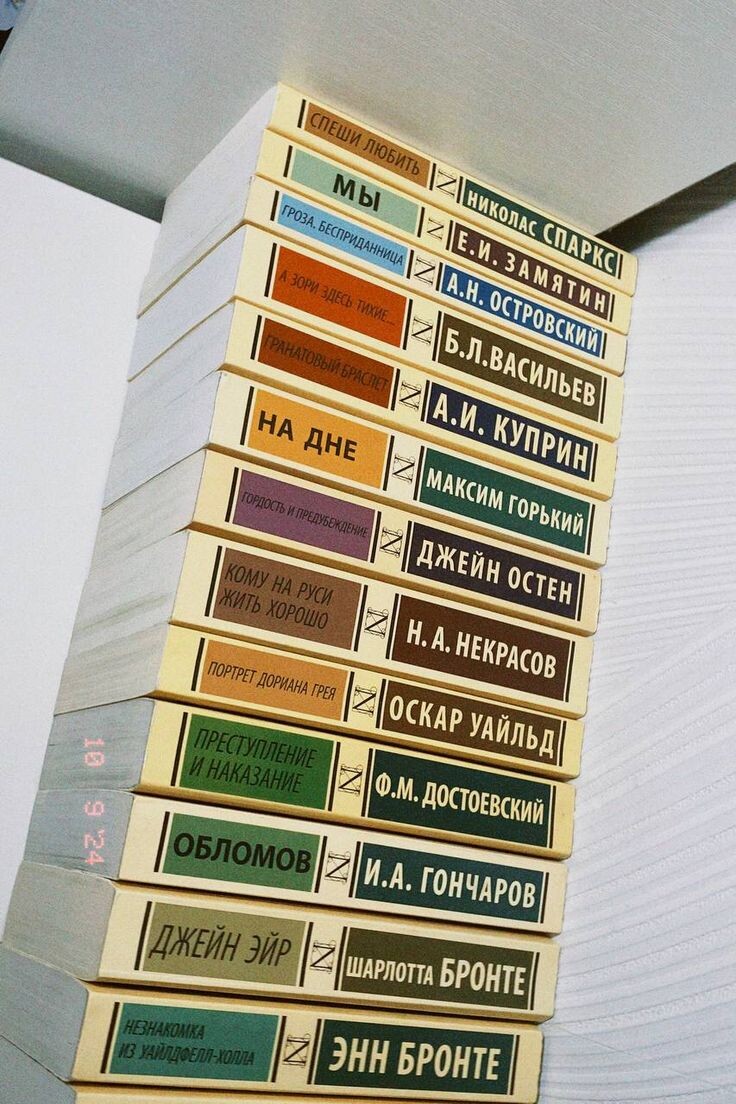 СПЕШИ ЛЮБИТЬ
НИКОЛАС СПАРКС
МЫ
Е.И. ЗАМЯТИН
ГРОЗА. БЕСПРИДАННИЦА
А.Н. ОСТРОВСКИЙ
А ЗОРИ ЗДЕСЬ ТИХИЕ...
Б.Л.ВАСИЛЬЕВ
ГРАНАТОВЫЙ БРАСЛЕТ
А.И. КУПРИН
НА ДНЕ
МАКСИМ ГОРЬКИЙ
ГОРДОСТЬ И ПРЕДУБЕЖДЕНИЕ
ДЖЕЙН ОСТЕН
КОМУ НА РУСИ
ЖИТЬ ХОРОШО
Н. А. НЕКРАСОВ
ПОРТРЕТ ДОРИАНА ГРЕЯ
ОСКАР УАЙЛЬД
ПРЕСТУПЛЕНИЕ
И НАКАЗАНИЕ
Ф.М. ДОСТОЕВСКИЙ
ОБЛОМОВ
И.А. ГОНЧАРОВ
ДЖЕЙН ЭЙР
ШАРЛОТТА БРОНТЕ
НЕЗНАКОМКА
ИЗ УАЙЛДФЕЛЛ-ХОЛЛА
ЭНН БРОНТЕ
10 9 '24